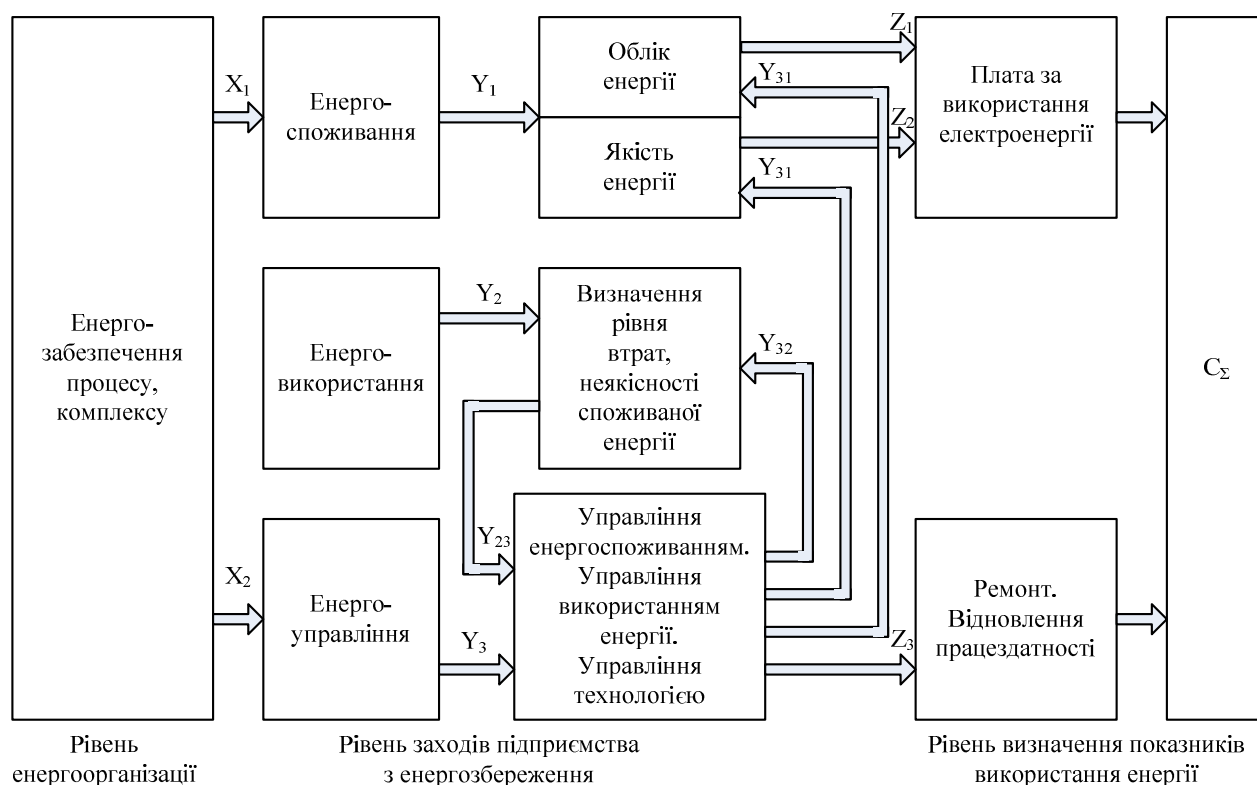 Енерго-
забезпечення
процесу,
комплексу
X1
Енерго-
споживання
Y1
Облік
енергії
Якість
енергії
Z1
Y31
Z2
Y31
Плата за
використання
електроенергії
CΣ
Енерго-
використання
Y2
Визначення
рівня
втрат,
неякісності
споживаної
енергії
Y32
X2
Енерго-
управління
Y23
Y3
Управління
енергоспоживанням.
Управління
використанням
енергії.
Управління
технологією
Z3
Ремонт.
Відновлення
працездатності
Рівень
енергоорганізації
Рівень заходів підприємства
з енергозбереження
Рівень визначення показників
використання енергії